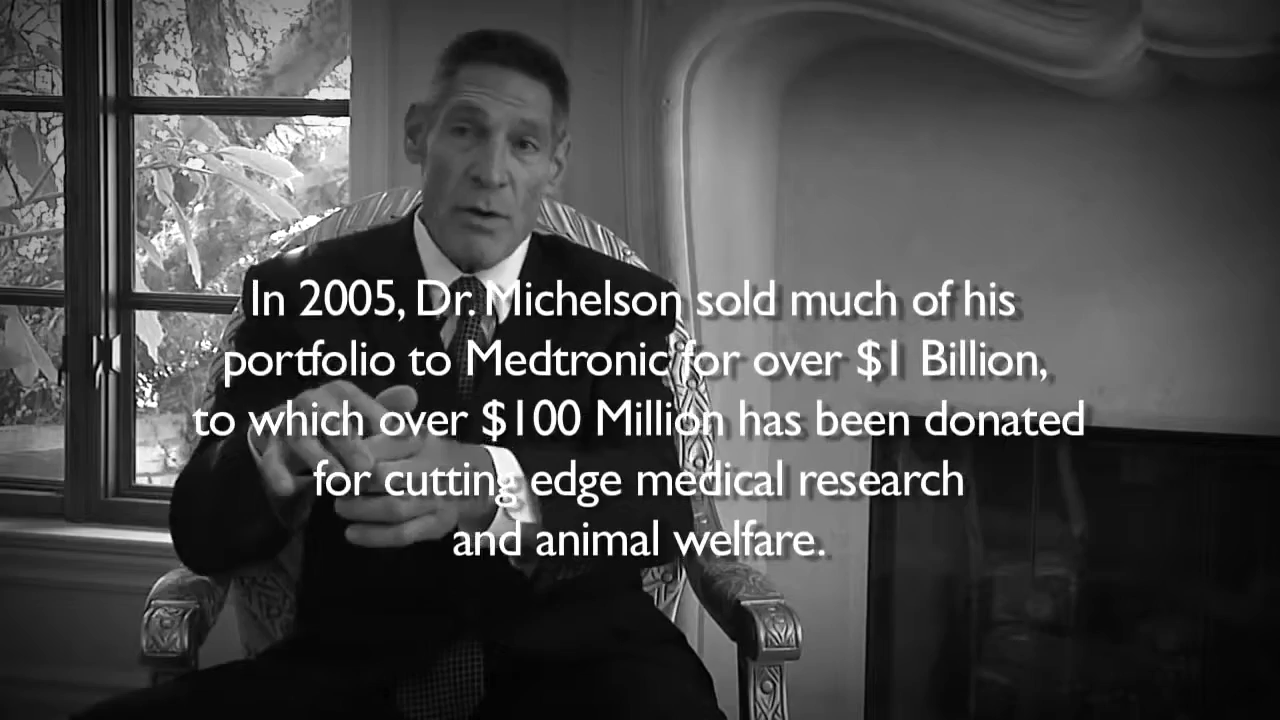 In 2005, Dr. Michelson sold much of his
portfolio to Medtronic for over $1 Billion,
to which over $100 Million has been donated
for cutting edge medical research
and animal welfare.